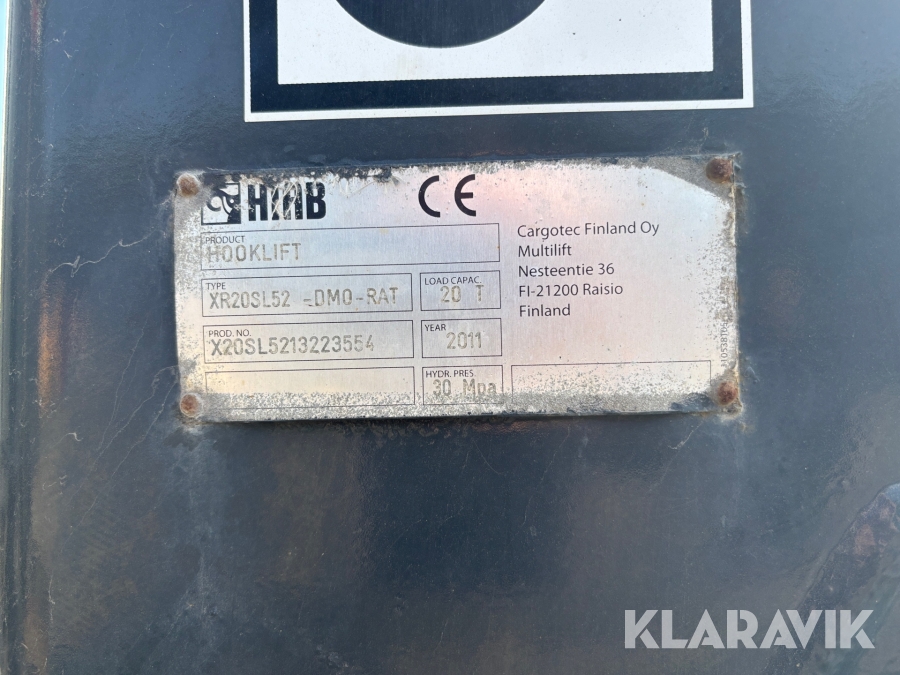 HIAB
CE
PRODUCT
HOOKLIFT
TYPE
XR20SL52 -DMO-RAT
LOAD CAPAC.
20 T
PROD. NO.
X20SL5213223554
YEAR
2011
HYDR. PRES.
30 Mpa
Cargotec Finland Oy
Multilift
Nesteentie 36
FI-21200 Raisio
Finland
KLARAVIK